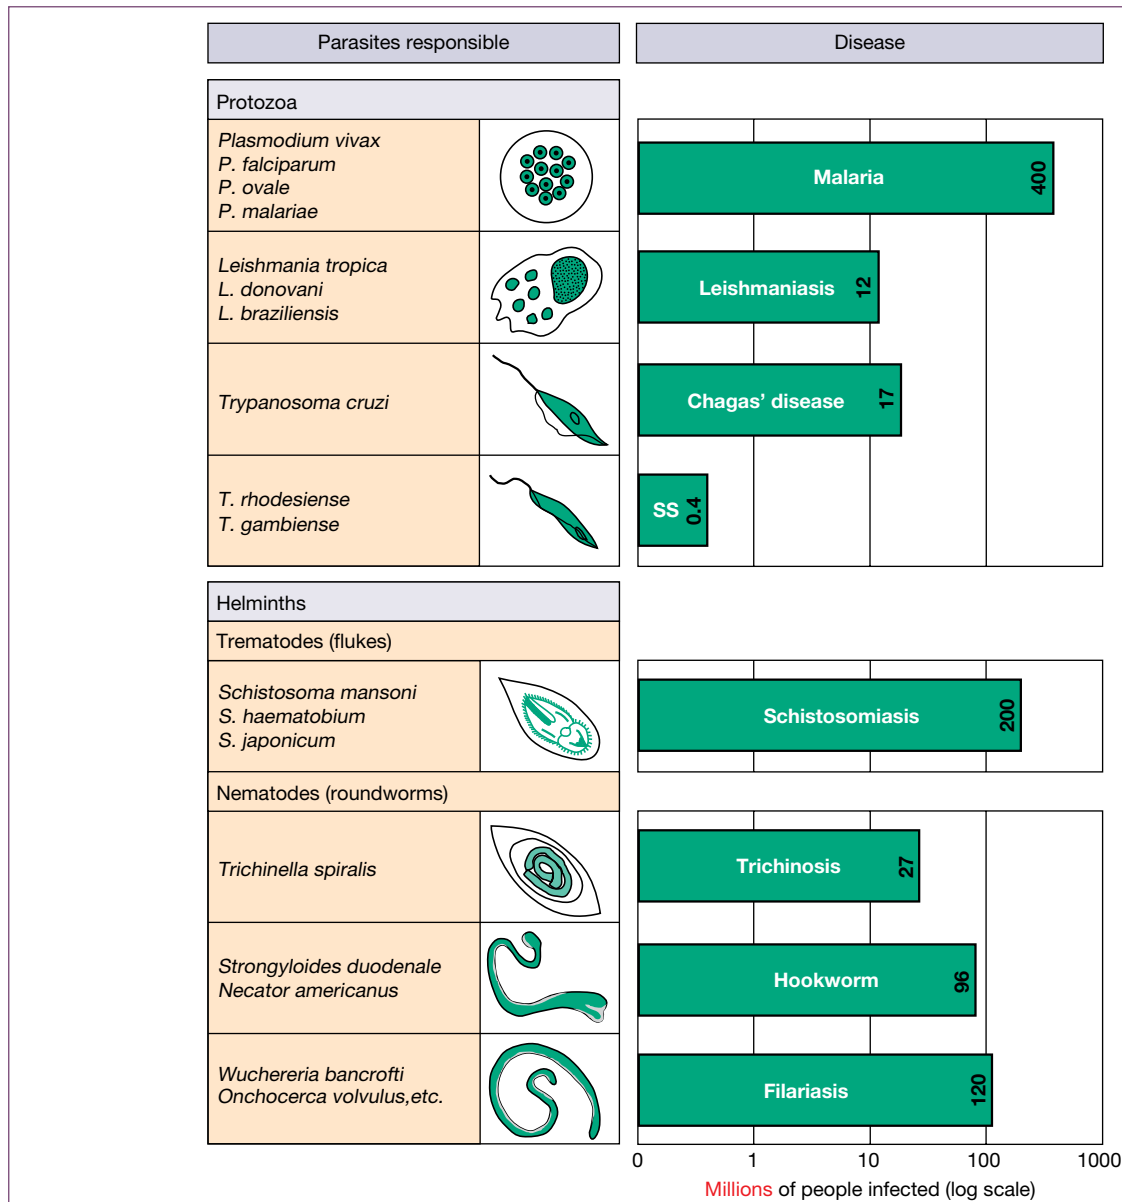 Parasites responsible
Disease
Protozoa
Plasmodium vivax
P. falciparum
P. ovale
P. malariae
Malaria
400
Leishmania tropica
L. donovani
L. braziliensis
Leishmaniasis
12
Trypanosoma cruzi
Chagas’ disease
17
T. rhodesiense
T. gambiense
SS
0.4
Helminths
Trematodes (flukes)
Schistosoma mansoni
S. haematobium
S. japonicum
Schistosomiasis
200
Nematodes (roundworms)
Trichinella spiralis
Trichinosis
27
Strongyloides duodenale
Necator americanus
Hookworm
96
Wuchereria bancrofti
Onchocerca volvulus,etc.
Filariasis
120
0 1 10 100 1000
Millions of people infected (log scale)